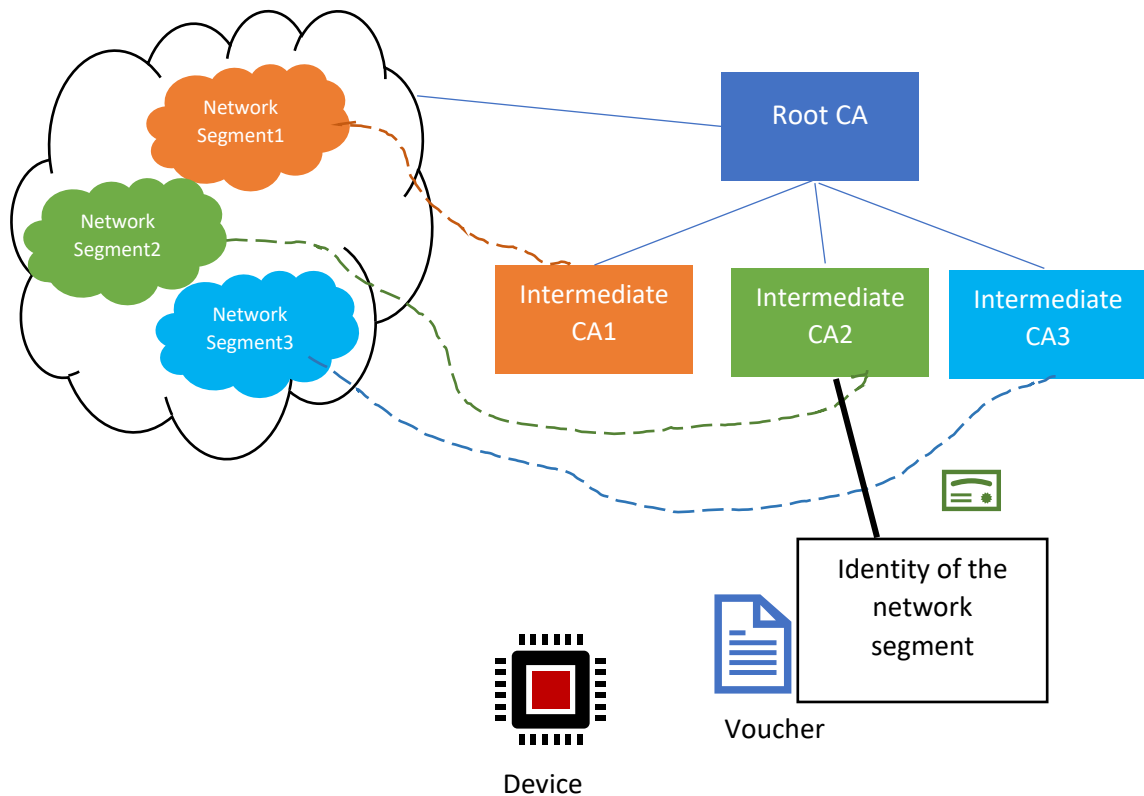 Network
Segment1
Root CA
Network
Segment2
Network
Segment3
Intermediate
CA1
Intermediate
CA2
Intermediate
CA3
Identity of the
network
segment
Voucher
Device